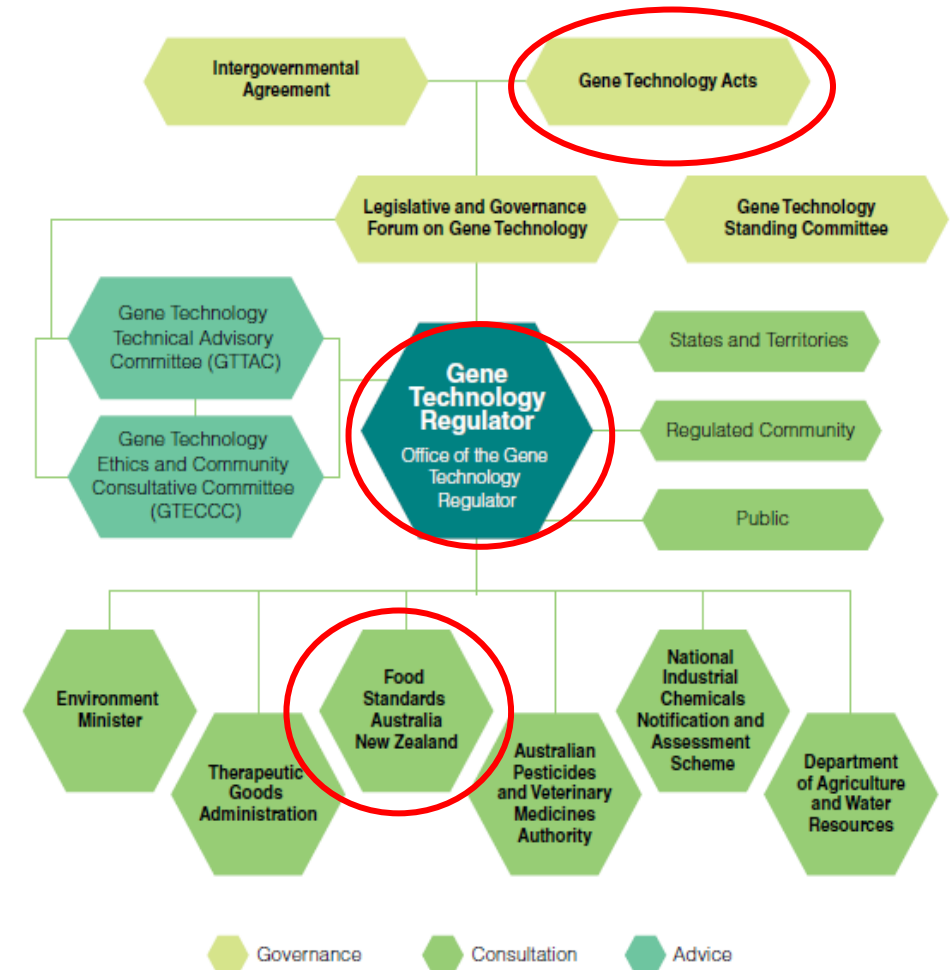 Intergovernmental
Agreement
Gene Technology Acts
Legislative and Governance
Forum on Gene Technology
Gene Technology
Standing Committee
Gene Technology
Technical Advisory
Committee (GTTAC)
Gene Technology
Ethics and Community
Consultative Committee
(GTECCC)
Gene
Technology
Regulator
Office of the Gene
Technology
Regulator
States and Territories
Regulated Community
Public
Environment
Minister
Therapeutic
Goods
Administration
Food
Standards
Australia
New Zealand
Australian
Pesticides
and Veterinary
Medicines
Authority
National
Industrial
Chemicals
Notification and
Assessment
Scheme
Department
of Agriculture
and Water
Resources
Governance
Consultation
Advice